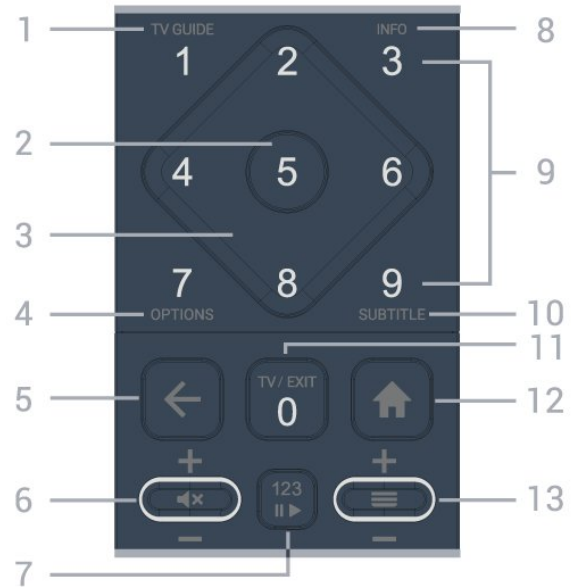 1 TV GUIDE INFO 8
1 2 3
2 9
4 5 6
3
7 8 9
4 OPTIONS SUBTITLE 10
11
TV / EXIT
5 0 12
+ +
6 13
123
- -
7